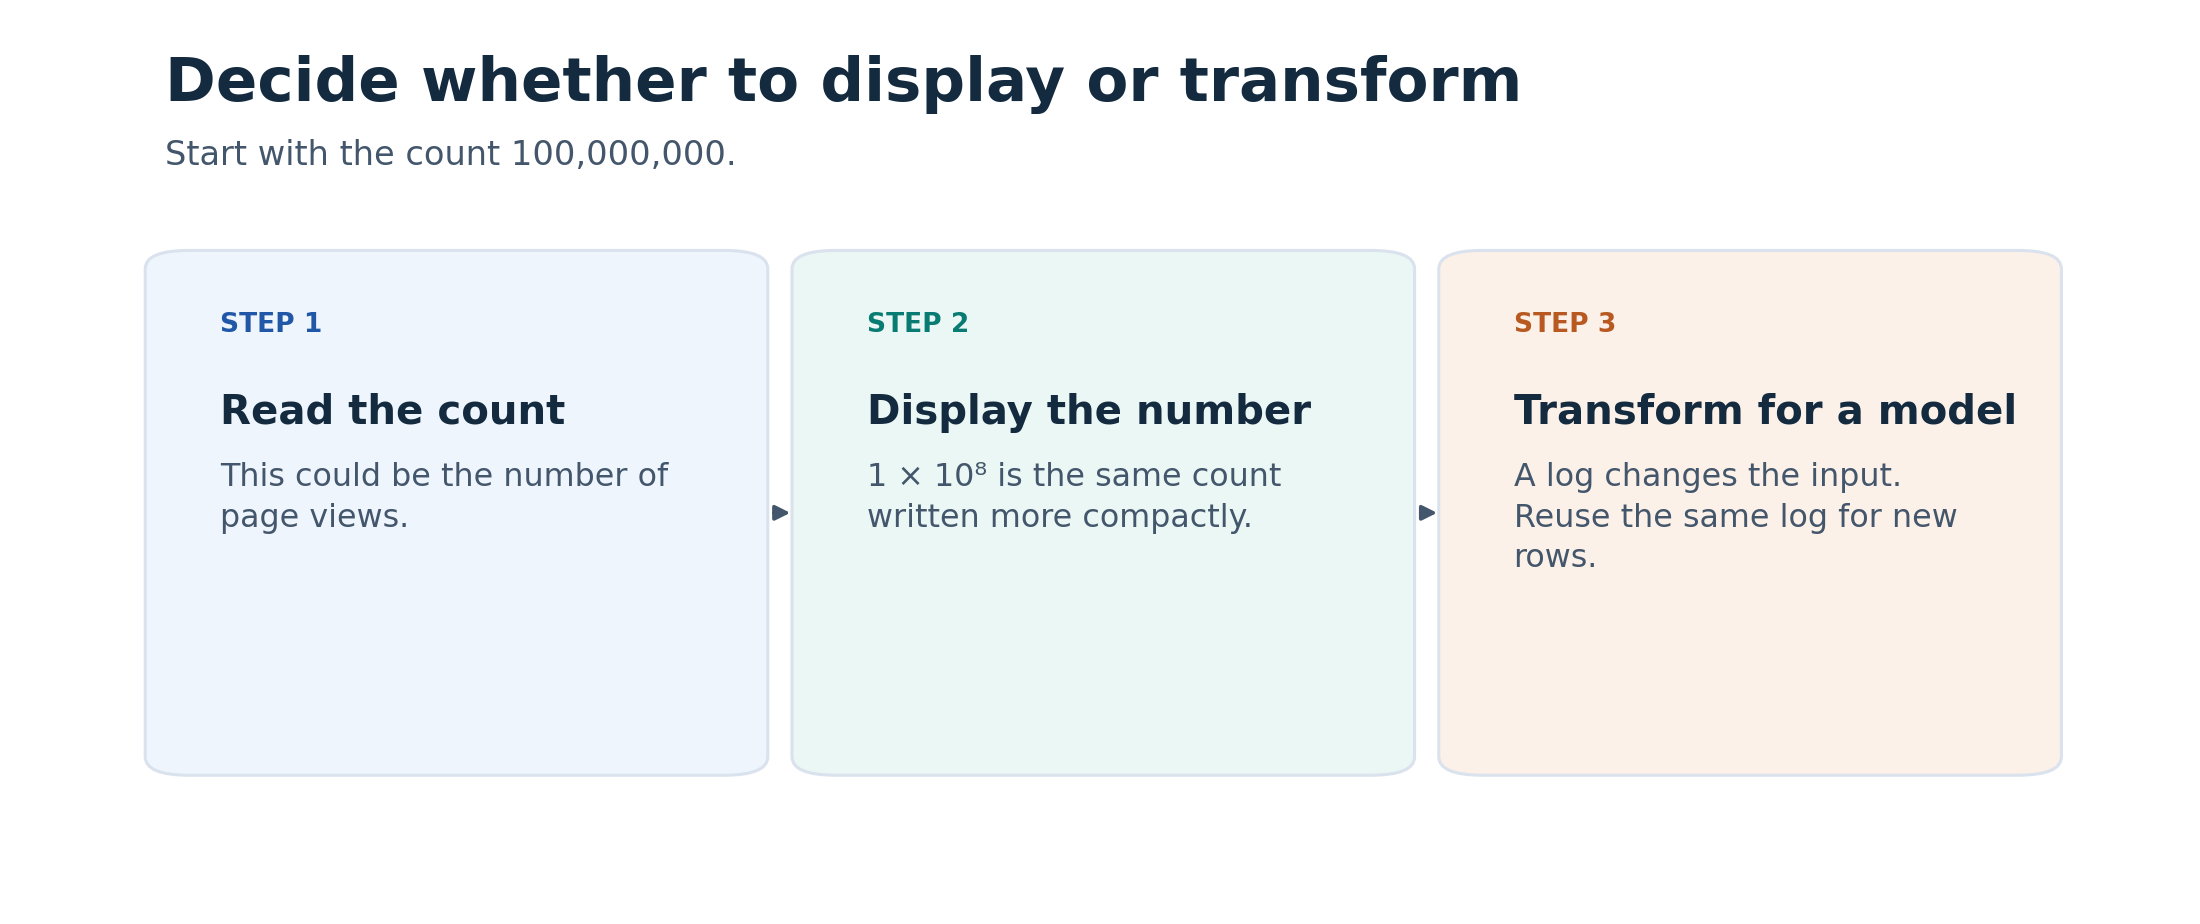 Decide whether to display or transform
Start with the count 100,000,000.
STEP 1
Read the count
This could be the number of
page views.
STEP 2
Display the number
1 × 10⁸ is the same count
written more compactly.
STEP 3
Transform for a model
A log changes the input.
Reuse the same log for new
rows.